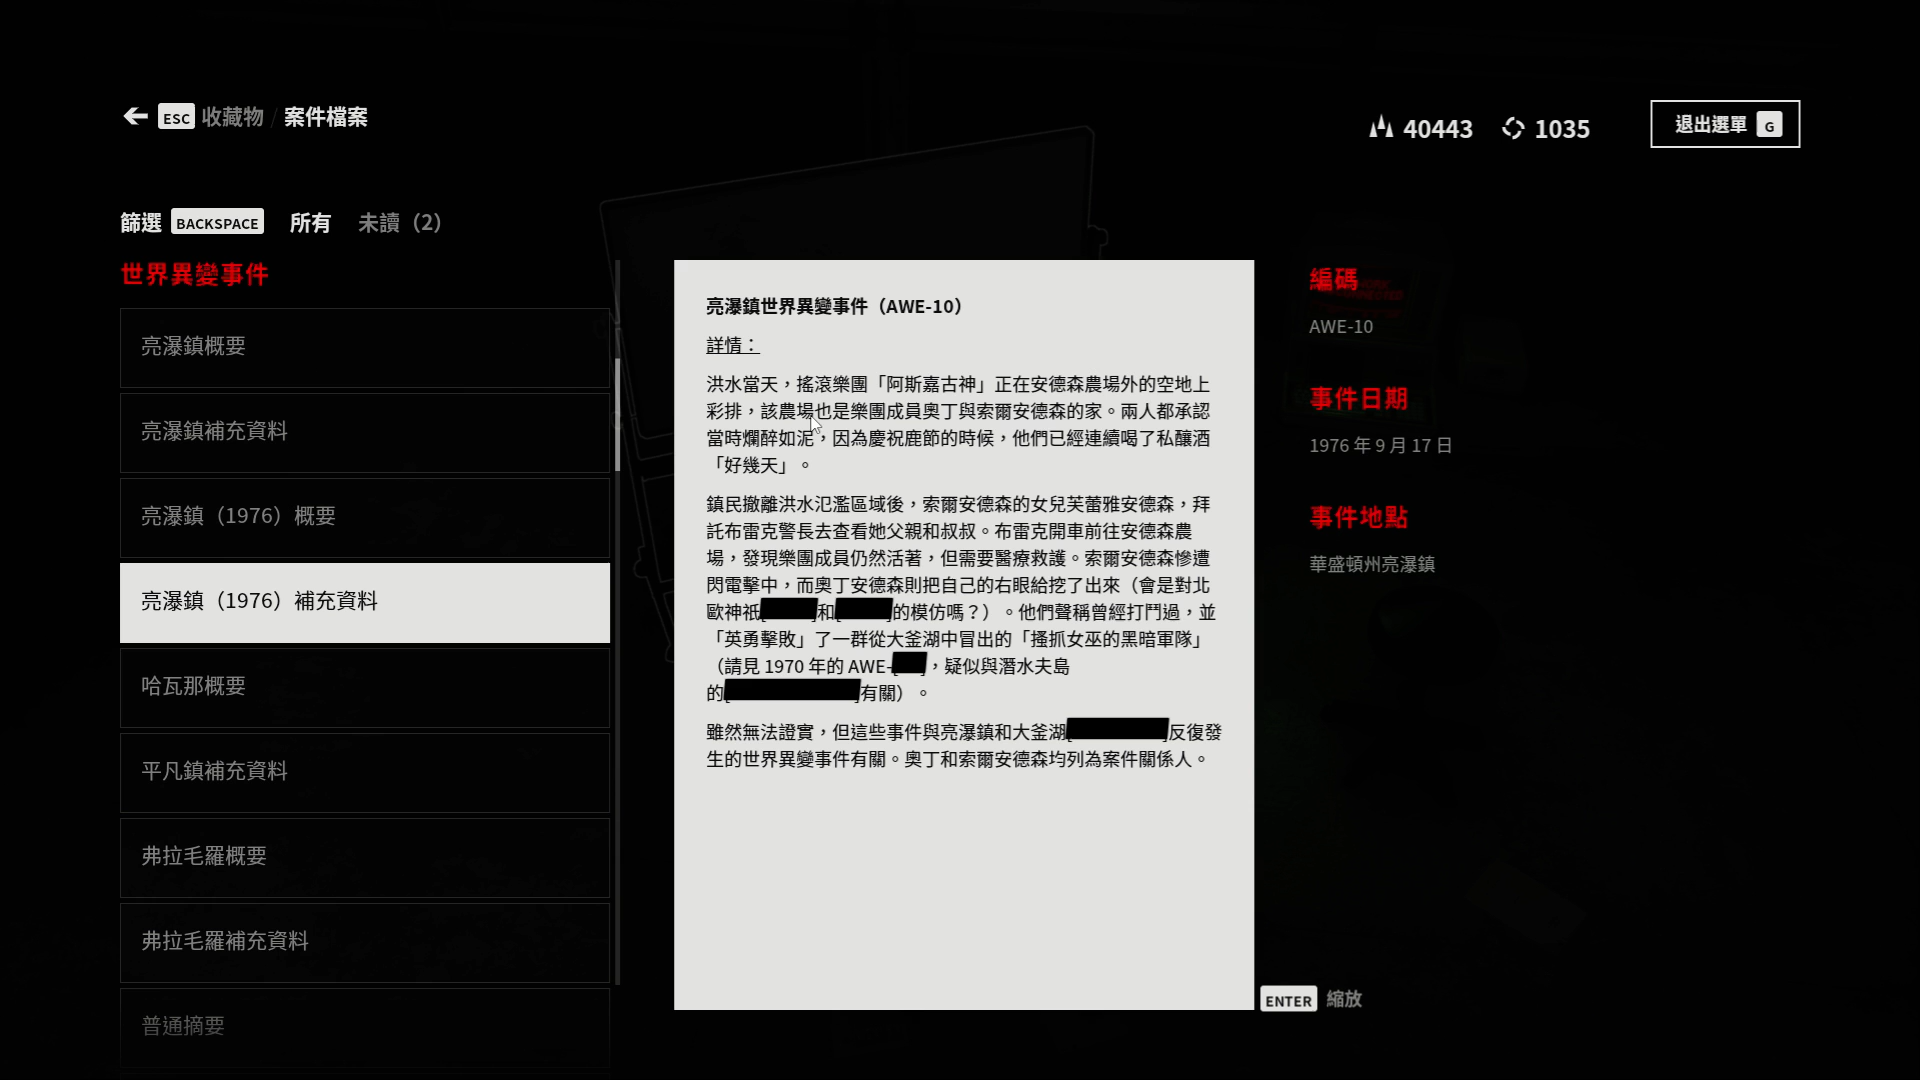 ESC 收藏物 / 案件檔案
40443 1035 退出選單 G
篩選 BACKSPACE 所有 未讀（2）
世界異變事件
亮瀑鎮概要
亮瀑鎮補充資料
亮瀑鎮（1976）概要
亮瀑鎮（1976）補充資料
哈瓦那概要
平凡鎮補充資料
弗拉毛羅概要
弗拉毛羅補充資料
普通摘要
亮瀑鎮世界異變事件（AWE-10）
詳情：
洪水當天，搖滾樂團「阿斯嘉古神」正在安德森農場外的空地上
彩排，該農場也是樂團成員奧丁與索爾安德森的家。兩人都承認
當時爛醉如泥，因為慶祝鹿節的時候，他們已經連續喝了私釀酒
「好幾天」。
鎮民撤離洪水氾濫區域後，索爾安德森的女兒芙蕾雅安德森，拜
託布雷克警長去查看她父親和叔叔。布雷克開車前往安德森農
場，發現樂團成員仍然活著，但需要醫療救護。索爾安德森慘遭
閃電擊中，而奧丁安德森則把自己的右眼給挖了出來（會是對北
歐神祇[ ]和[ ]的模仿嗎？）。他們聲稱曾經打鬥過，並
「英勇擊敗」了一群從大釜湖中冒出的「搔抓女巫的黑暗軍隊」
（請見 1970 年的 AWE-[ ]，疑似與潛水夫島
的[ ]有關）。
雖然無法證實，但這些事件與亮瀑鎮和大釜湖[ ]反復發
生的世界異變事件有關。奧丁和索爾安德森均列為案件關係人。
編碼
AWE-10
事件日期
1976 年 9 月 17 日
事件地點
華盛頓州亮瀑鎮
ENTER 縮放